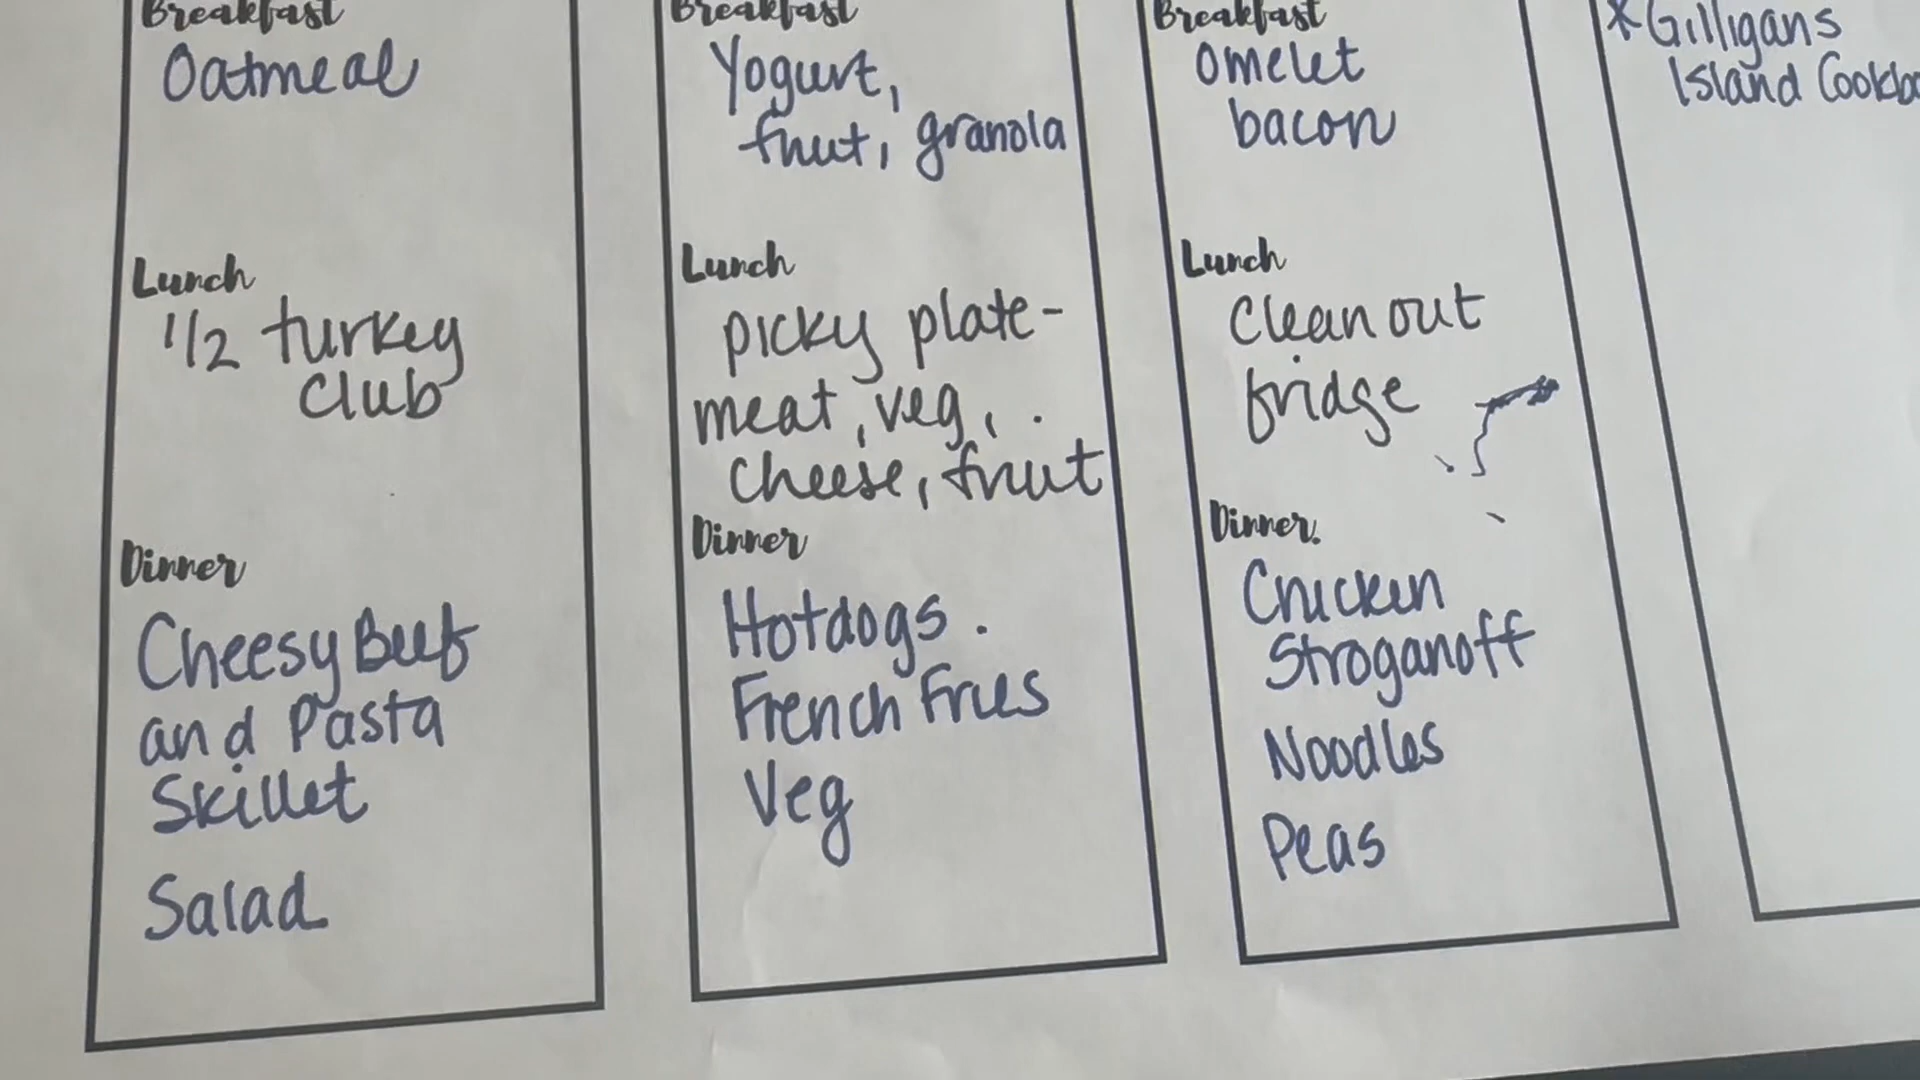 Breakfast
Oatmeal
Lunch
1/2 turkey
club
Dinner
Cheesy Beef
and Pasta
Skillet
Salad
Breakfast
Yogurt,
fruit, granola
Lunch
picky plate-
meat, veg,
cheese, fruit
Dinner
Hotdogs
French Fries
Veg
Breakfast
omelet
bacon
Lunch
Clean out
fridge
Dinner
Chicken
Stroganoff
Noodles
Peas
*Gilligans
Island Cookbo